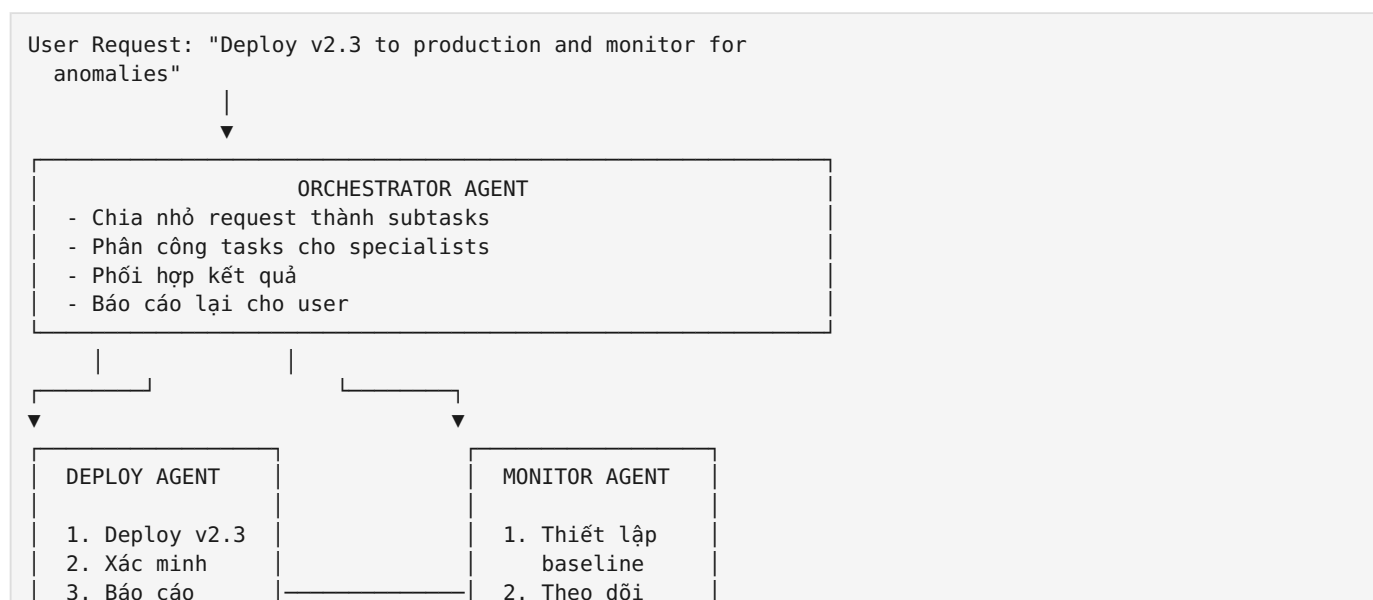 User Request: "Deploy v2.3 to production and monitor for
anomalies"
ORCHESTRATOR AGENT
- Chia nhỏ request thành subtasks
- Phân công tasks cho specialists
- Phối hợp kết quả
- Báo cáo lại cho user
DEPLOY AGENT
1. Deploy v2.3
2. Xác minh
3. Báo cáo
MONITOR AGENT
1. Thiết lập
baseline
2. Theo dõi